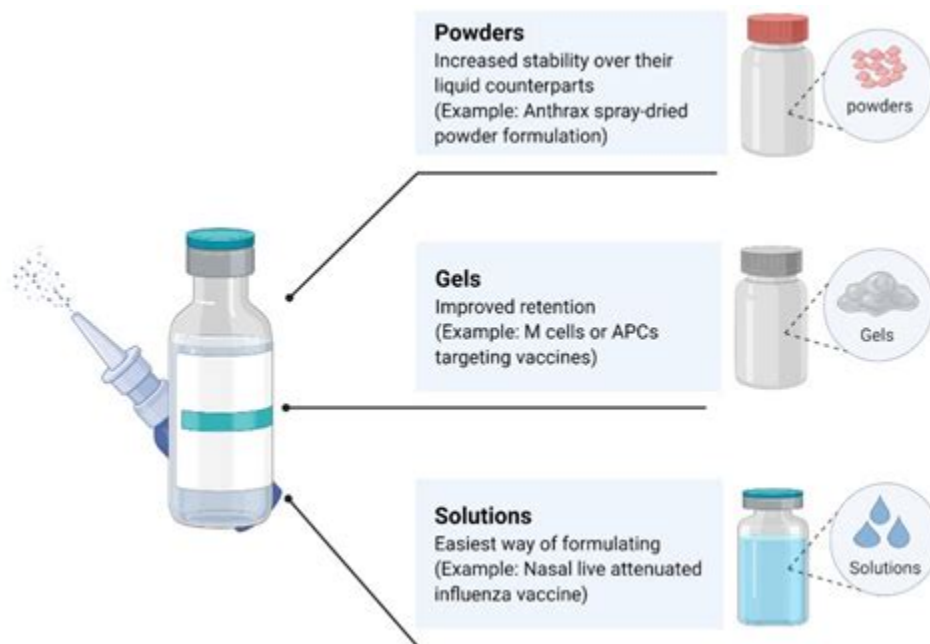 Powders
Increased stability over their
liquid counterparts
(Example: Anthrax spray-dried
powder formulation)
powders
Gels
Improved retention
(Example: M cells or APCs
targeting vaccines)
Gels
Solutions
Easiest way of formulating
(Example: Nasal live attenuated
influenza vaccine)
Solutions